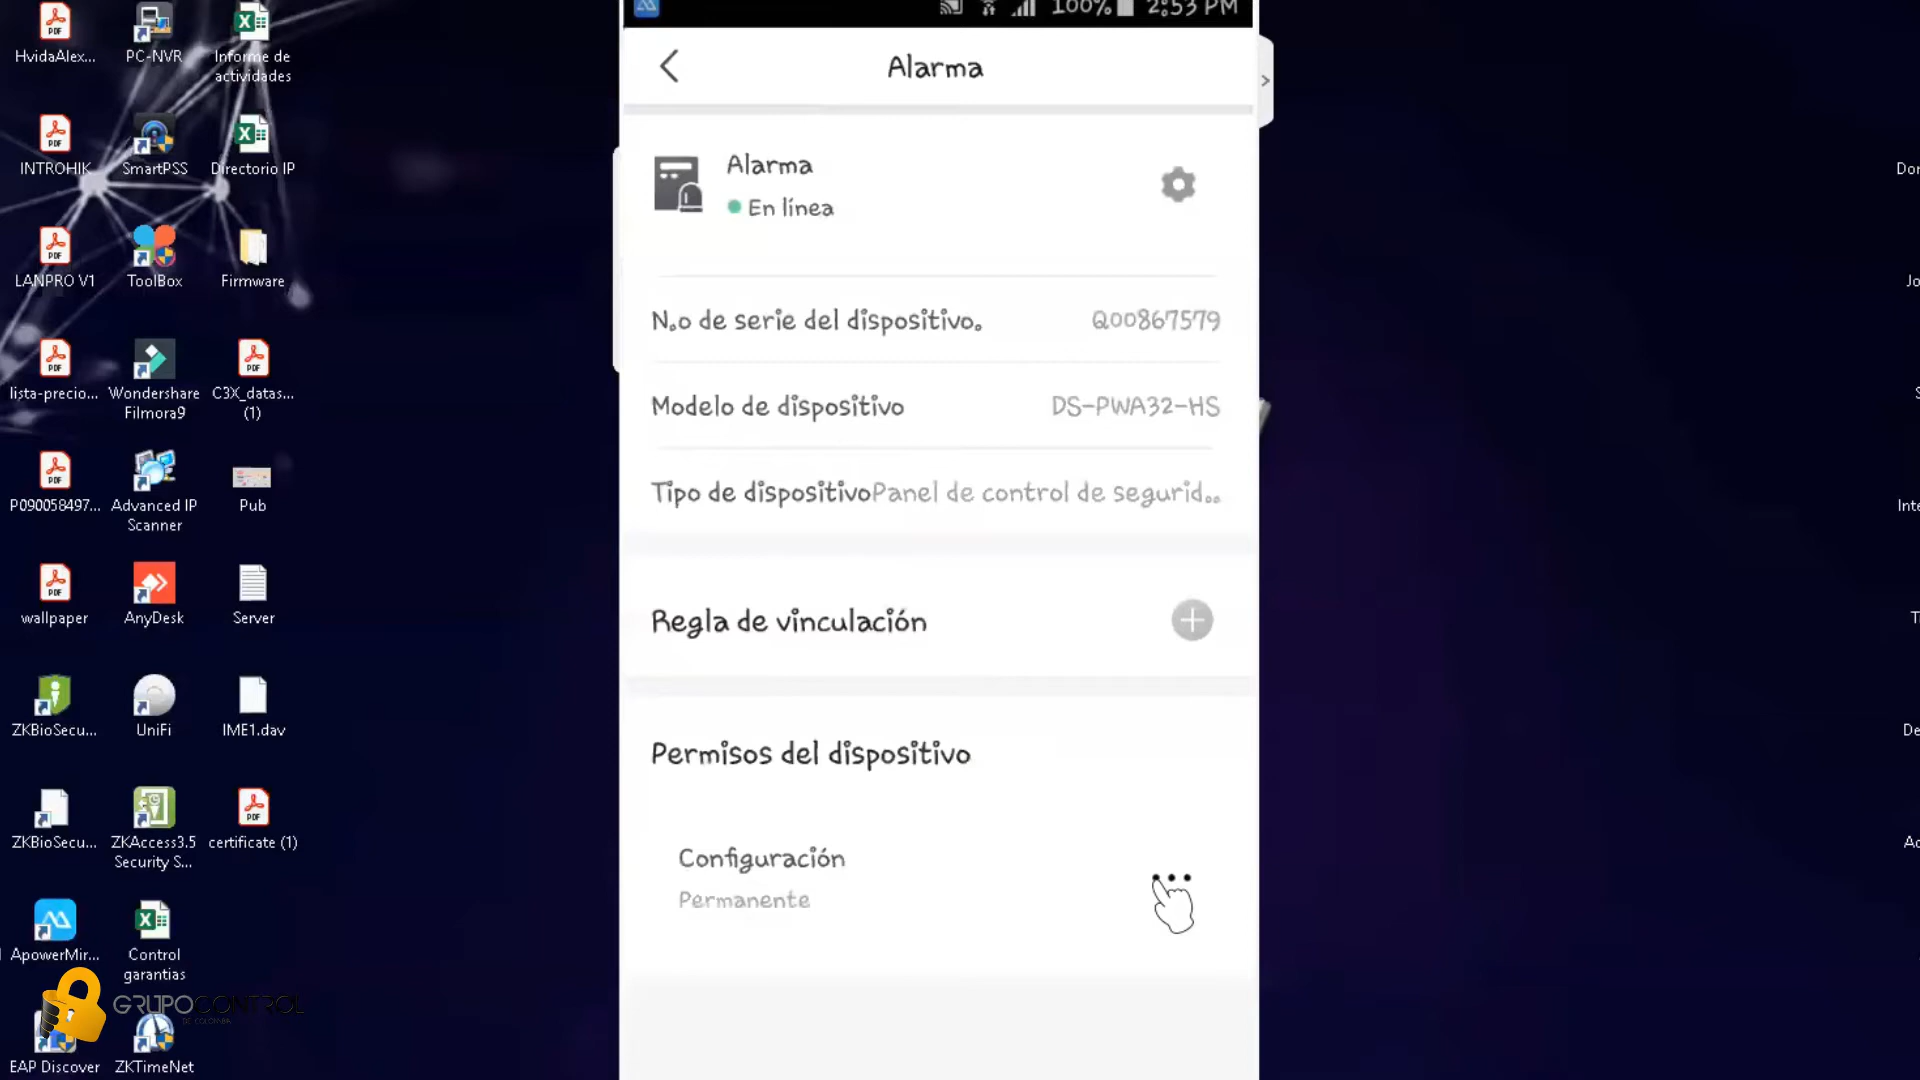 HvidaAlex...
PC-NVR
Informe de
actividades
INTROHIK
SmartPSS
Directorio IP
LANPRO V1
ToolBox
Firmware
lista-precio...
Wondershare
Filmora9
C3X_datas...
(1)
P090058497...
Advanced IP
Scanner
Pub
wallpaper
AnyDesk
Server
ZKBioSecu...
UniFi
IME1.dav
ZKBioSecu...
ZKAccess3.5
Security S...
certificate (1)
ApowerMir...
Control
garantias
GRUPOCONTROL
DE COLOMBIA
EAP Discover
ZKTimeNet
100% 2:53 PM
Alarma
Alarma
En línea
N.o de serie del dispositivo. Q00867579
Modelo de dispositivo DS-PWA32-HS
Tipo de dispositivo Panel de control de segurid..
Regla de vinculación
Permisos del dispositivo
Configuración
Permanente